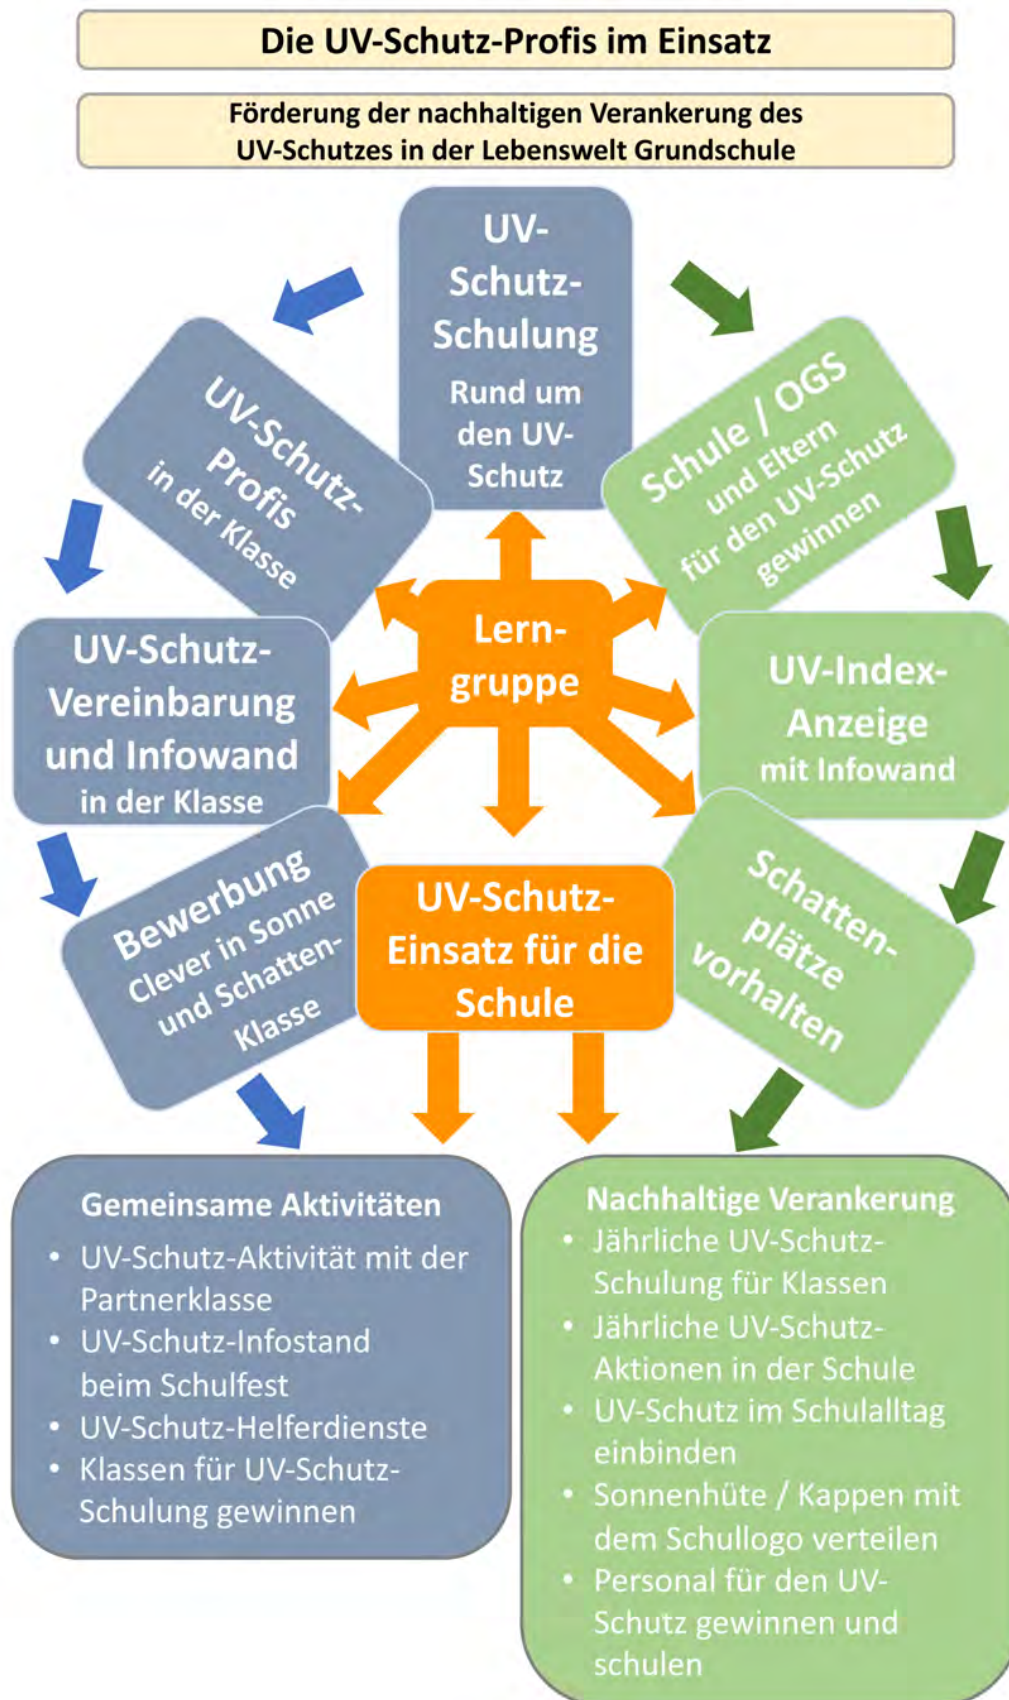 Die UV-Schutz-Profis im Einsatz
Förderung der nachhaltigen Verankerung des
UV-Schutzes in der Lebenswelt Grundschule
UV-
Schutz-
Schulung
Rund um
den UV-
Schutz
UV-Schutz-
Profis
in der Klasse
Schule / OGS
und Eltern
für den UV-Schutz
gewinnen
Lern-
gruppe
UV-Schutz-
Vereinbarung
und Infowand
in der Klasse
UV-Index-
Anzeige
mit Infowand
Bewerbung
Clever in Sonne
und Schatten-
Klasse
UV-Schutz-
Einsatz für die
Schule
Schatten-
plätze
vorhalten
Gemeinsame Aktivitäten
• UV-Schutz-Aktivität mit der
Partnerklasse
• UV-Schutz-Infostand
beim Schulfest
• UV-Schutz-Helferdienste
• Klassen für UV-Schutz-
Schulung gewinnen
Nachhaltige Verankerung
• Jährliche UV-Schutz-
Schulung für Klassen
• Jährliche UV-Schutz-
Aktionen in der Schule
• UV-Schutz im Schulalltag
einbinden
• Sonnenhüte / Kappen mit
dem Schullogo verteilen
• Personal für den UV-
Schutz gewinnen und
schulen